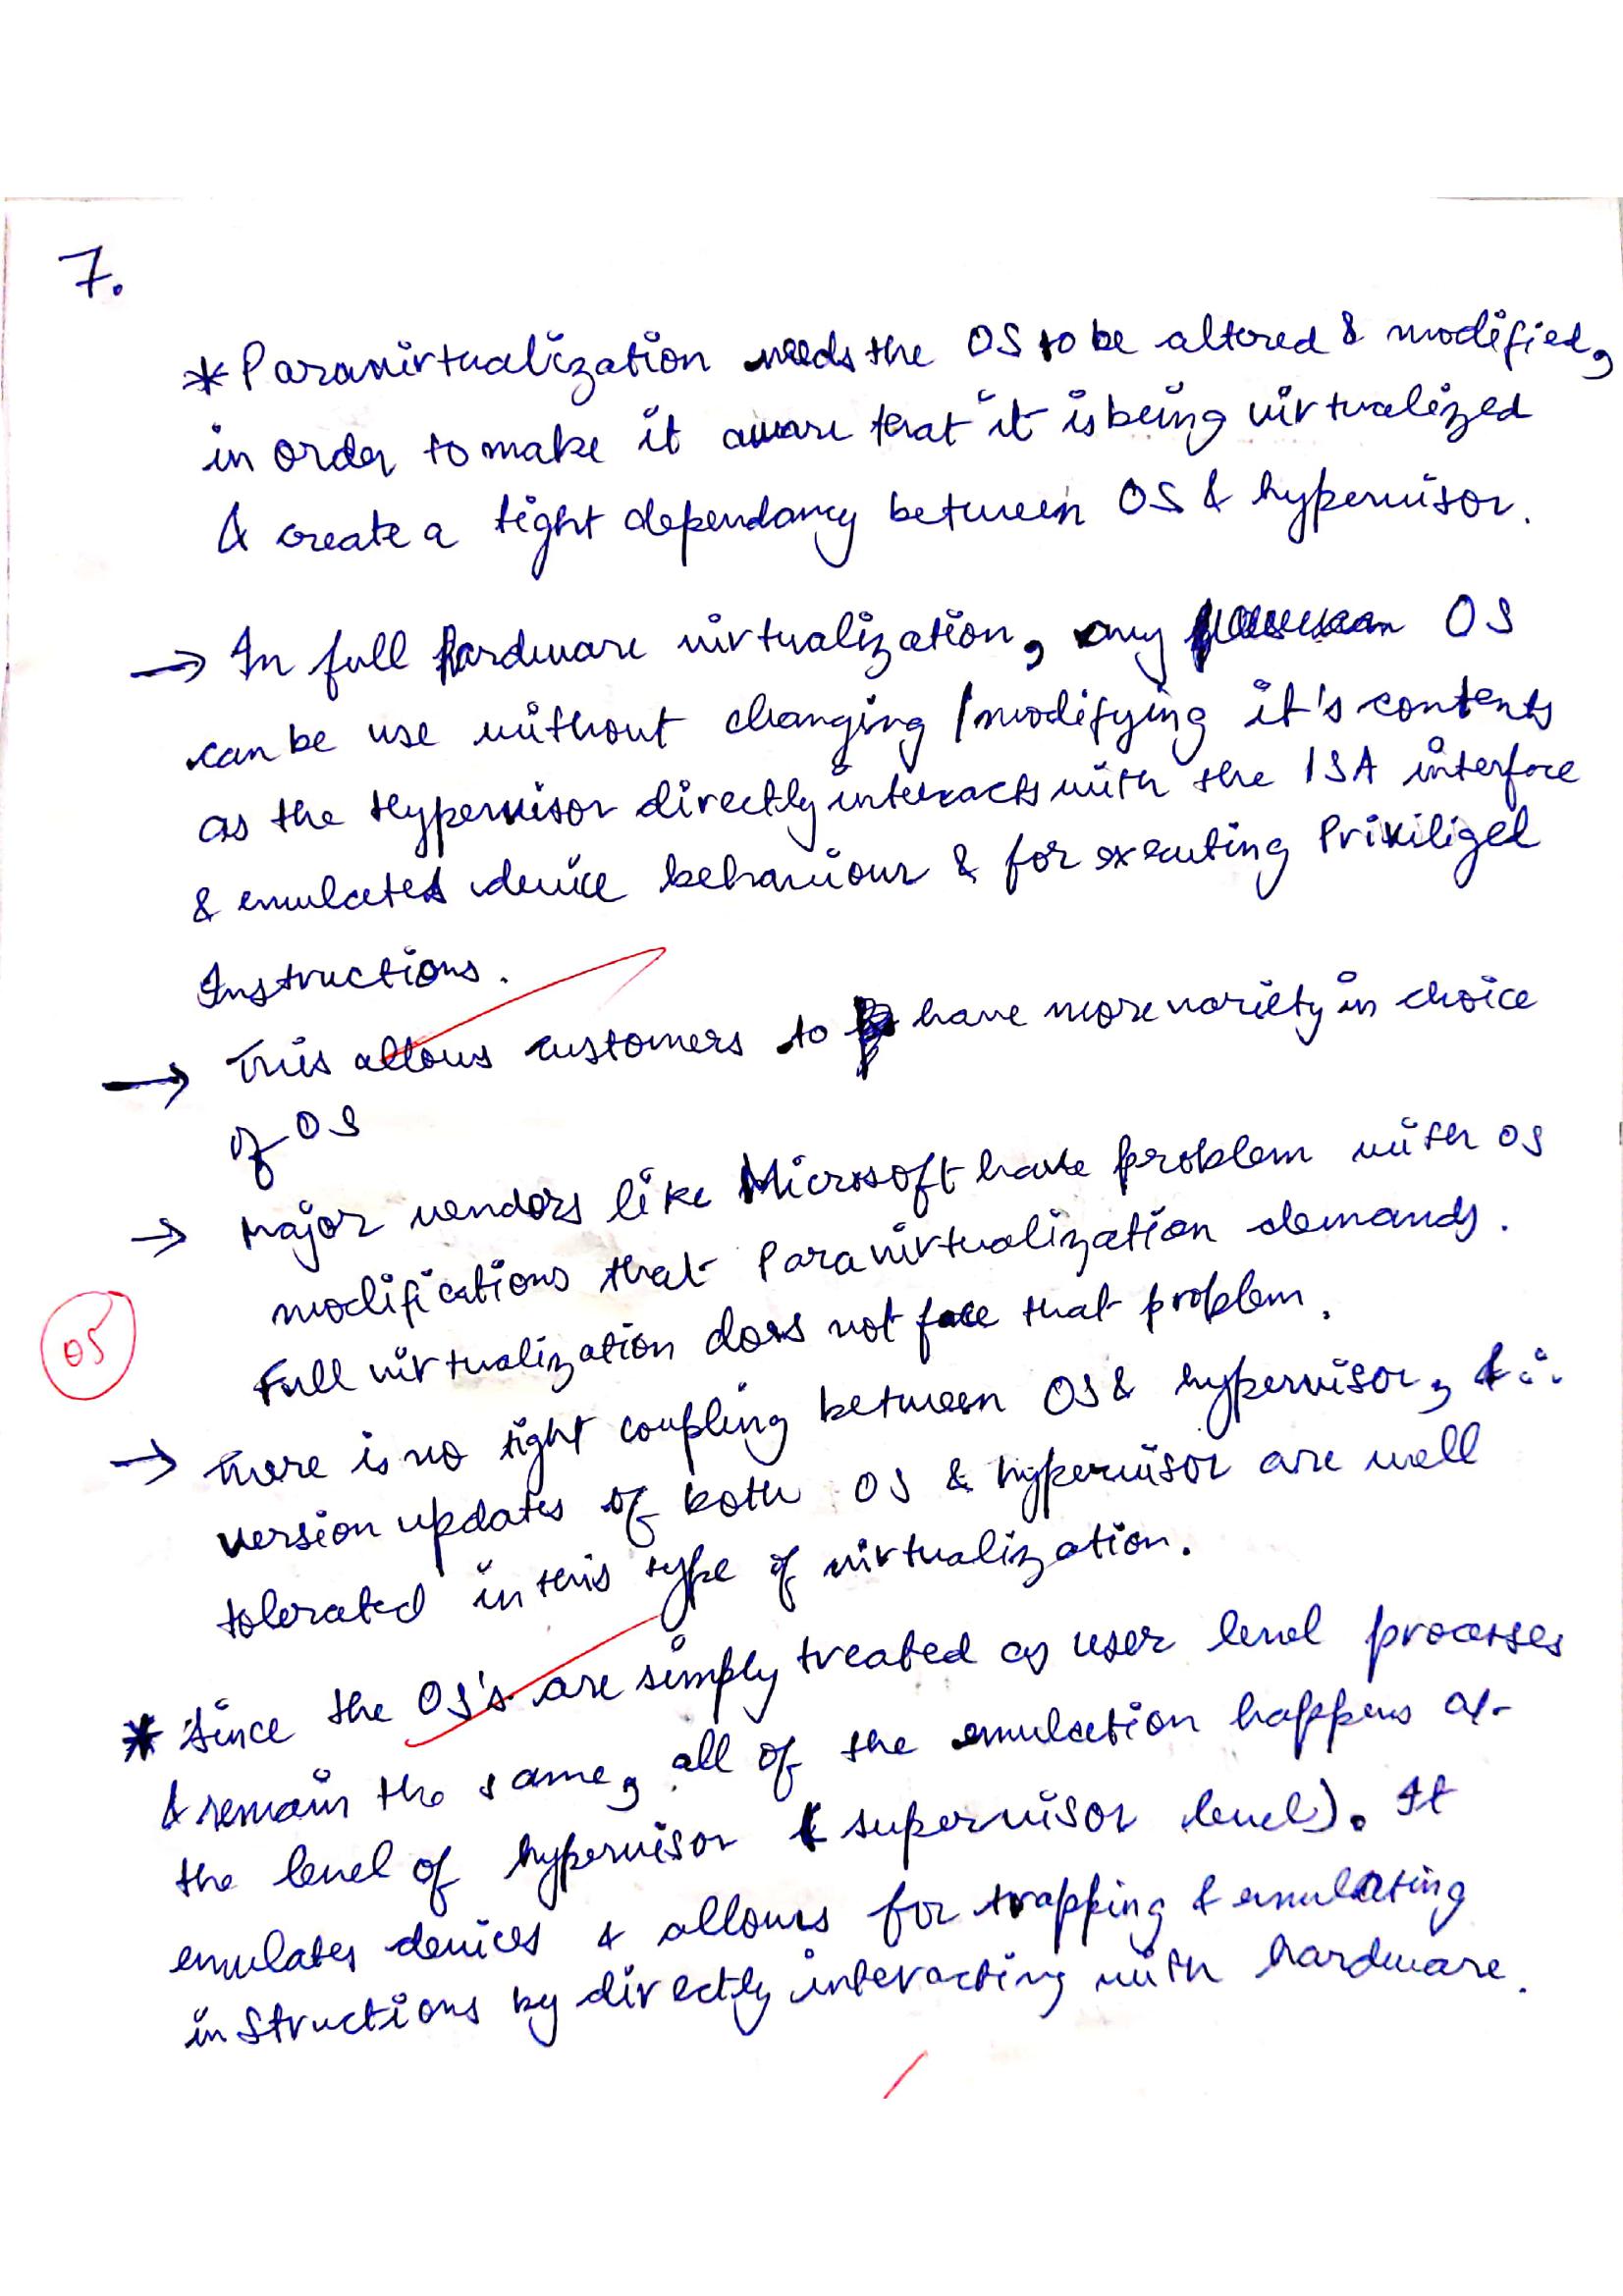 7.
* Paravirtualization needs the OS to be altered & modified,
in order to make it aware that it is being virtualized
& create a tight dependancy between OS & hypervisor.
→ In full hardware virtualization, any OS
can be use without changing / modifying it's contents
as the Hypervisor directly interacts with the ISA interface
& emulates device behaviour & for executing Priviliged
Instructions.
→ This allows customers to have more variety in choice
of OS
→ Major vendors like Microsoft have problem with OS
modifications that Paravirtualization demands.
Full virtualization does not face that problem.
05
→ There is no tight coupling between OS & hypervisor, & ∴
version updates of both OS & hypervisor are well
tolerated in this type of virtualization.
* Since the OS's are simply treated as user level processes
& remain the same, all of the emulation happens at
the level of hypervisor (supervisor level). It
emulates devices & allows for trapping & emulating
instructions by directly interacting with hardware.